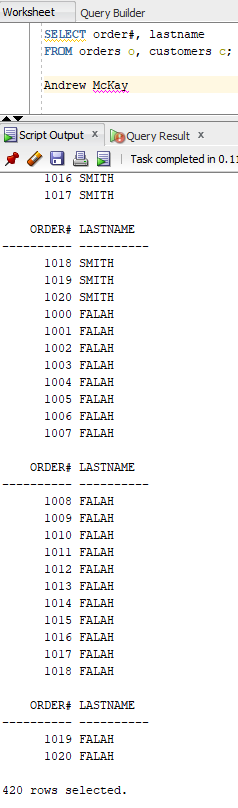 Worksheet Query Builder
SELECT order#, lastname
FROM orders o, customers c;
Andrew McKay
Script Output x Query Result x
Task completed in 0.11
1016 SMITH
1017 SMITH
ORDER# LASTNAME
---------- ----------
1018 SMITH
1019 SMITH
1020 SMITH
1000 FALAH
1001 FALAH
1002 FALAH
1003 FALAH
1004 FALAH
1005 FALAH
1006 FALAH
1007 FALAH
ORDER# LASTNAME
---------- ----------
1008 FALAH
1009 FALAH
1010 FALAH
1011 FALAH
1012 FALAH
1013 FALAH
1014 FALAH
1015 FALAH
1016 FALAH
1017 FALAH
1018 FALAH
ORDER# LASTNAME
---------- ----------
1019 FALAH
1020 FALAH
420 rows selected.